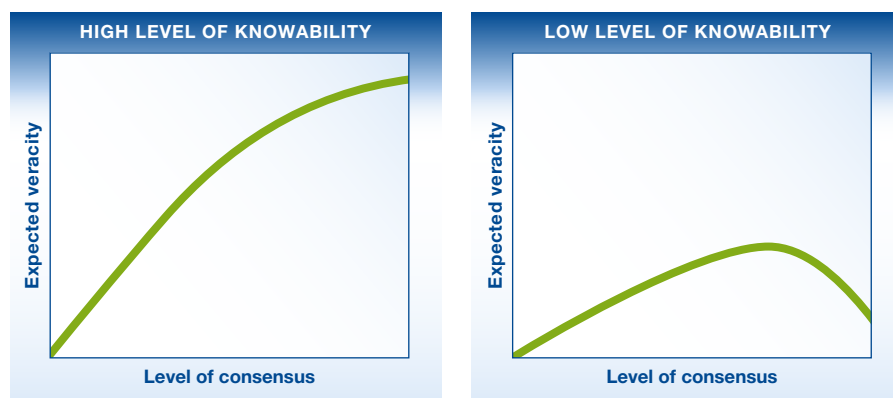 HIGH LEVEL OF KNOWABILITY
Expected veracity
Level of consensus
LOW LEVEL OF KNOWABILITY
Expected veracity
Level of consensus